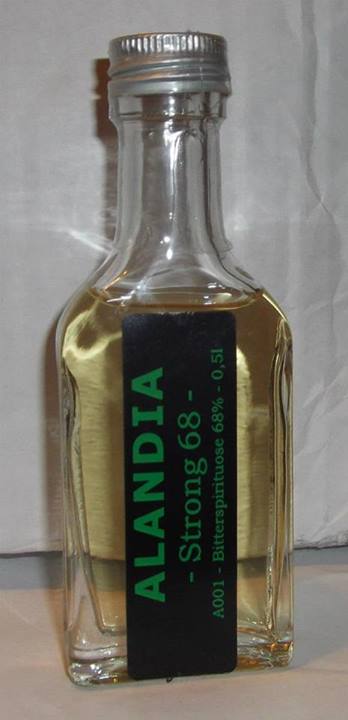 ALANDIA
- Strong 68 -
A001 - Bitterspirituose 68% - 0,5l